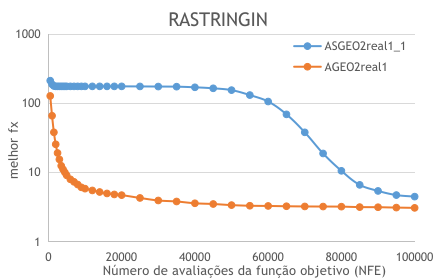 RASTRINGIN
ASGEO2real1_1
AGEO2real1
melhor fx
1000
100
10
1
0 20000 40000 60000 80000 100000
Número de avaliações da função objetivo (NFE)